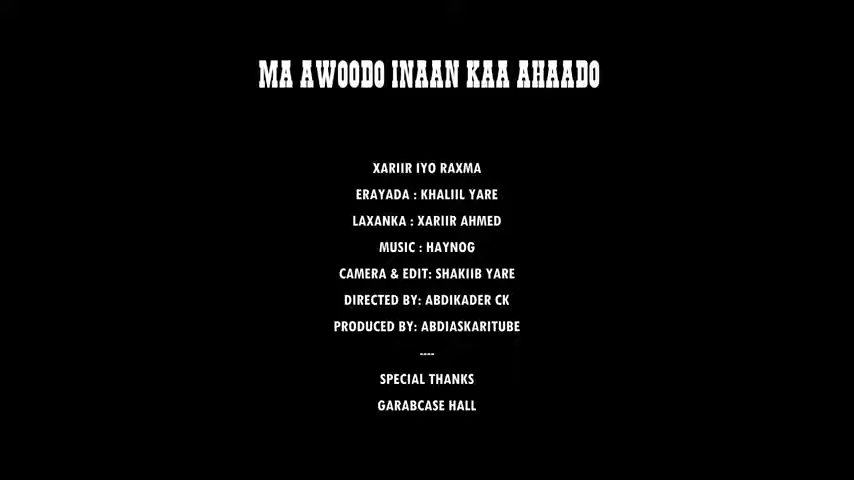 MA AWOODO INAAN KAA AHAADO
XARIIR IYO RAXMA
ERAYADA : KHALIIL YARE
LAXANKA : XARIIR AHMED
MUSIC : HAYNOG
CAMERA & EDIT: SHAKIIB YARE
DIRECTED BY: ABDIKADER CK
PRODUCED BY: ABDIASKARITUBE
----
SPECIAL THANKS
GARABCASE HALL